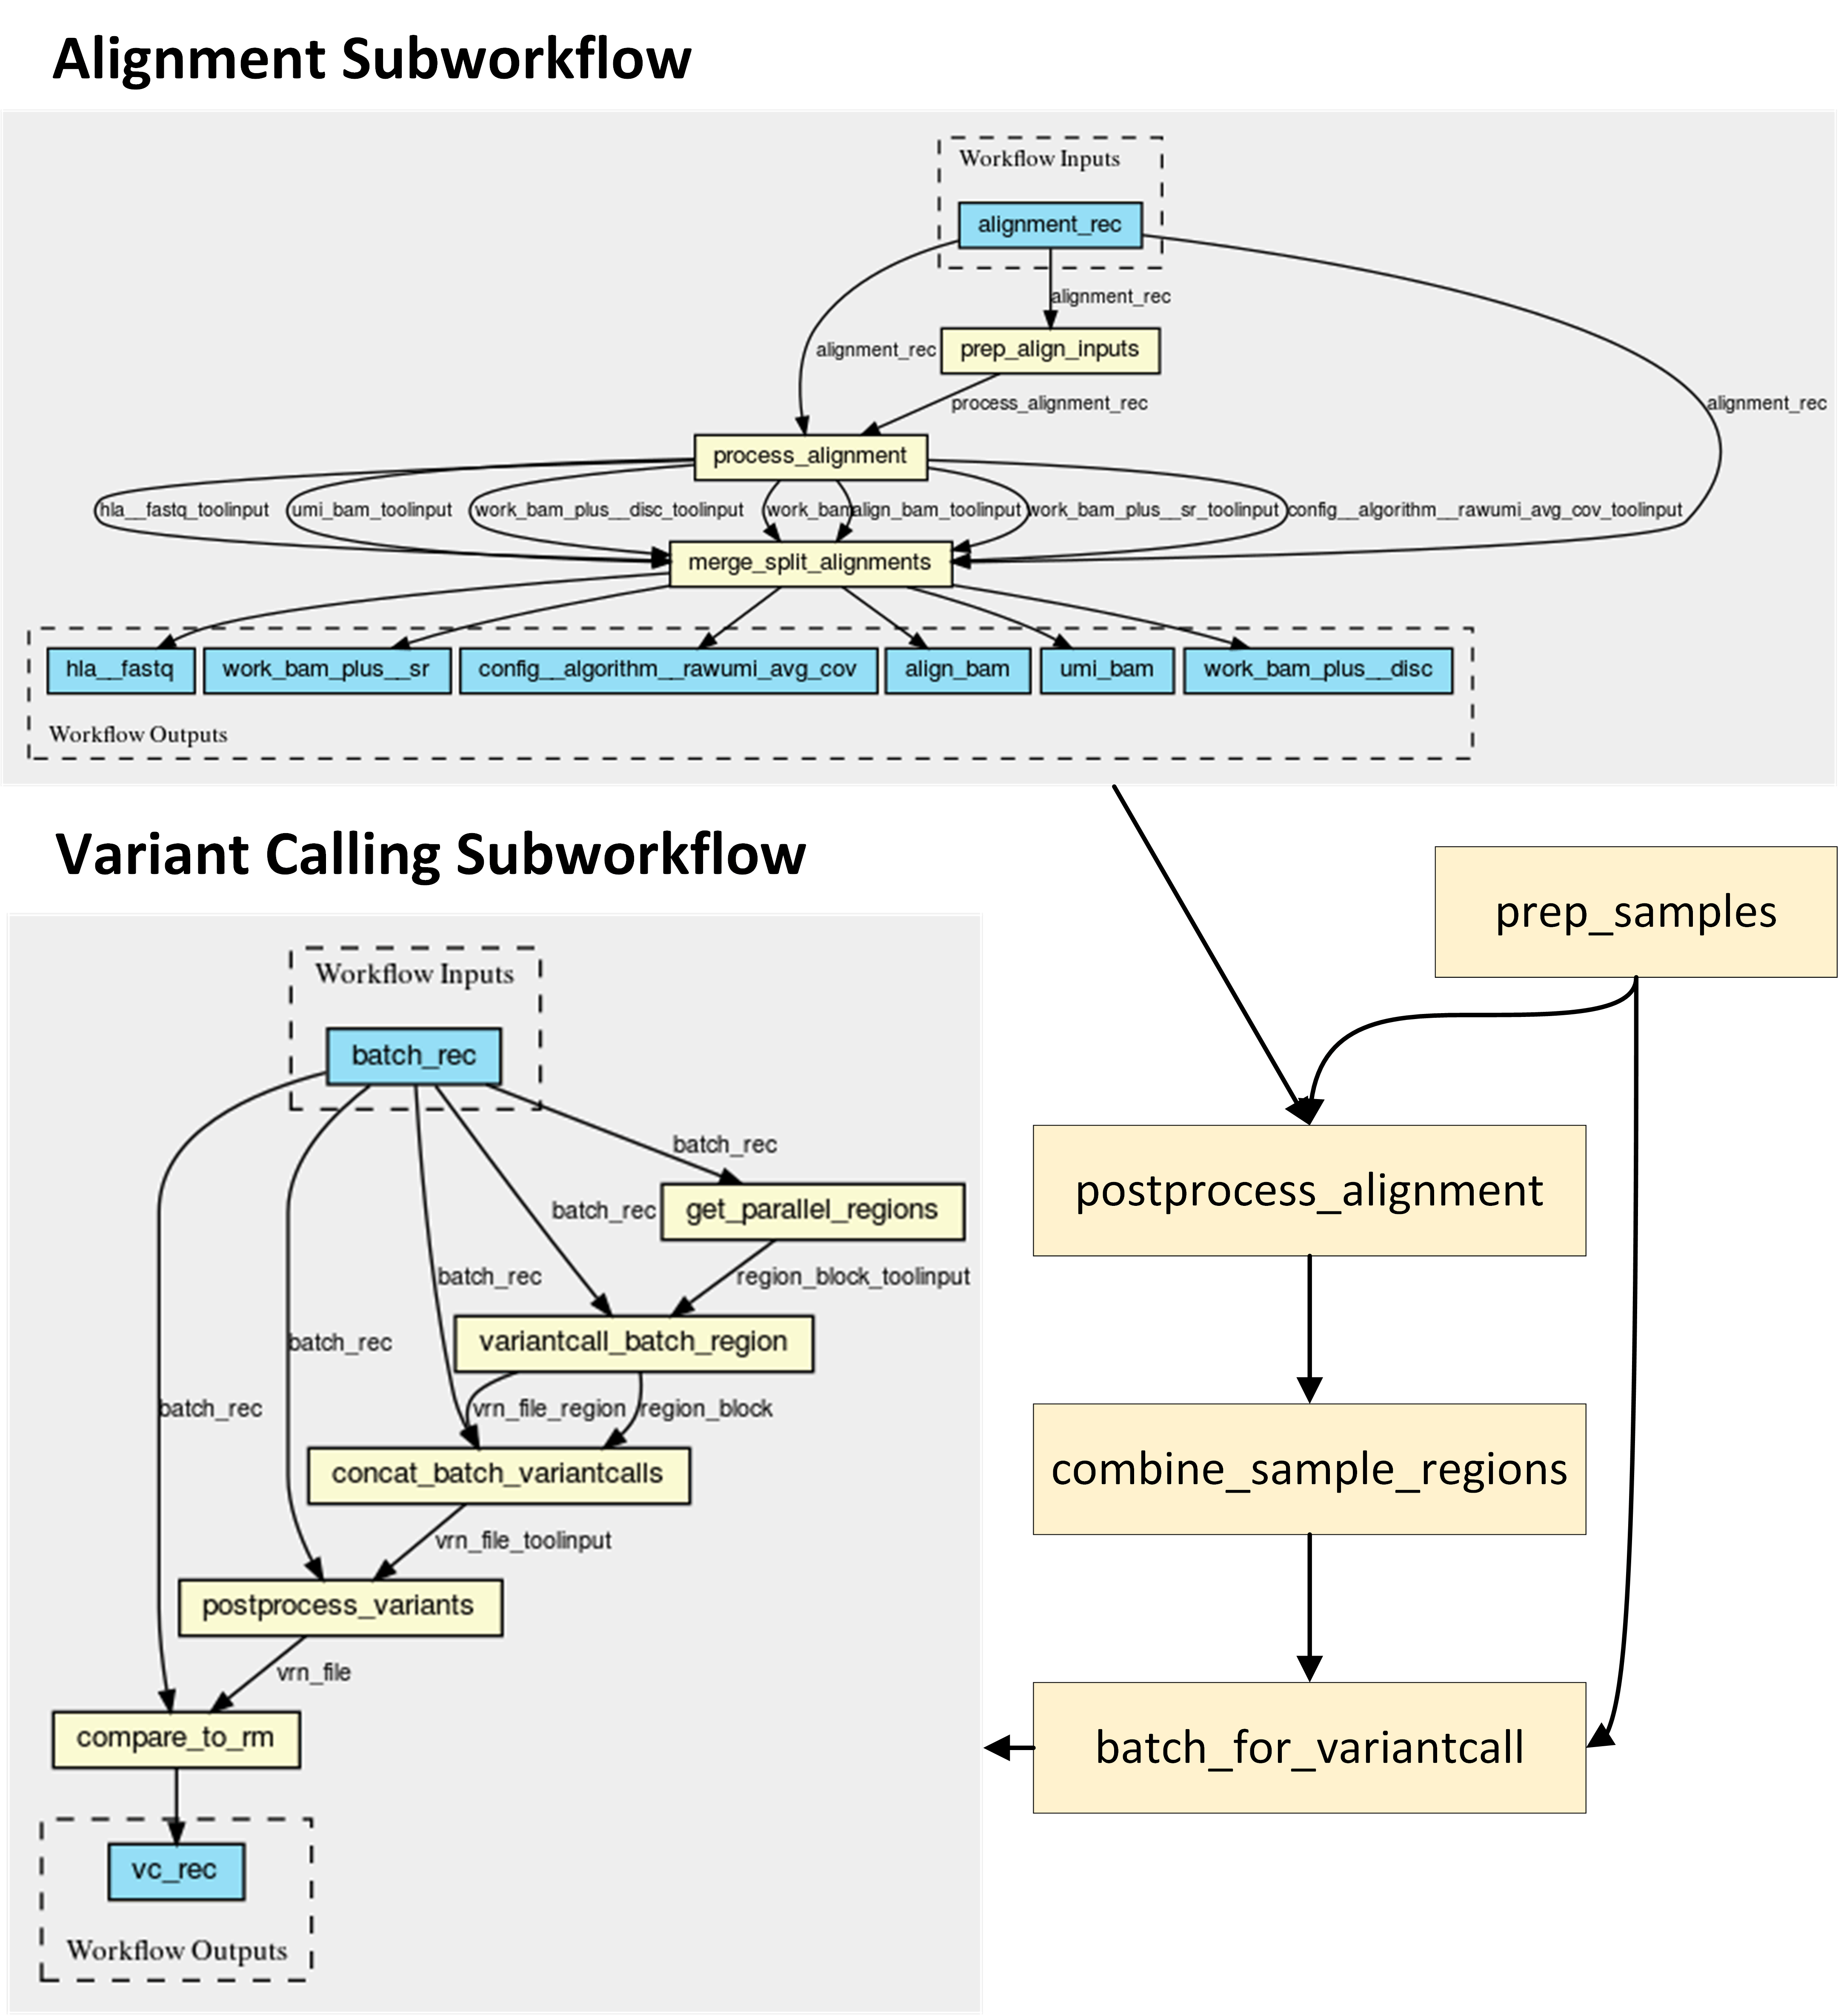 Alignment Subworkflow
Workflow Inputs
alignment_rec
alignment_rec
alignment_rec
prep_align_inputs
process_alignment_rec
alignment_rec
process_alignment
hla__fastq_toolinput
umi_bam_toolinput
work_bam_plus__disc_toolinput
work_bam
align_bam_toolinput
work_bam_plus__sr_toolinput
config__algorithm__rawumi_avg_cov_toolinput
merge_split_alignments
hla__fastq
work_bam_plus__sr
config__algorithm__rawumi_avg_cov
align_bam
umi_bam
work_bam_plus__disc
Workflow Outputs
Variant Calling Subworkflow
Workflow Inputs
batch_rec
batch_rec
batch_rec
get_parallel_regions
batch_rec
region_block_toolinput
batch_rec
variantcall_batch_region
batch_rec
vrn_file_region
region_block
concat_batch_variantcalls
vrn_file_toolinput
postprocess_variants
vrn_file
compare_to_rm
vc_rec
Workflow Outputs
prep_samples
postprocess_alignment
combine_sample_regions
batch_for_variantcall